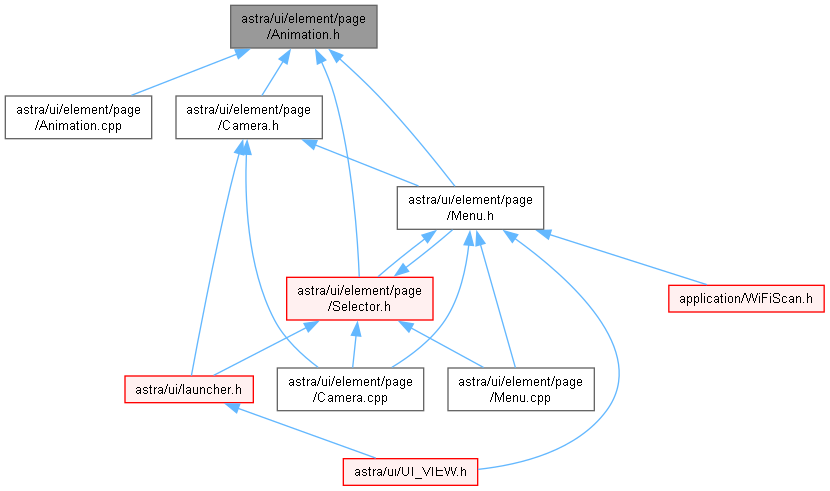 astra/ui/element/page
/Animation.h
astra/ui/element/page
/Animation.cpp
astra/ui/element/page
/Camera.h
astra/ui/element/page
/Menu.h
astra/ui/element/page
/Selector.h
application/WiFiScan.h
astra/ui/launcher.h
astra/ui/element/page
/Camera.cpp
astra/ui/element/page
/Menu.cpp
astra/ui/UI_VIEW.h